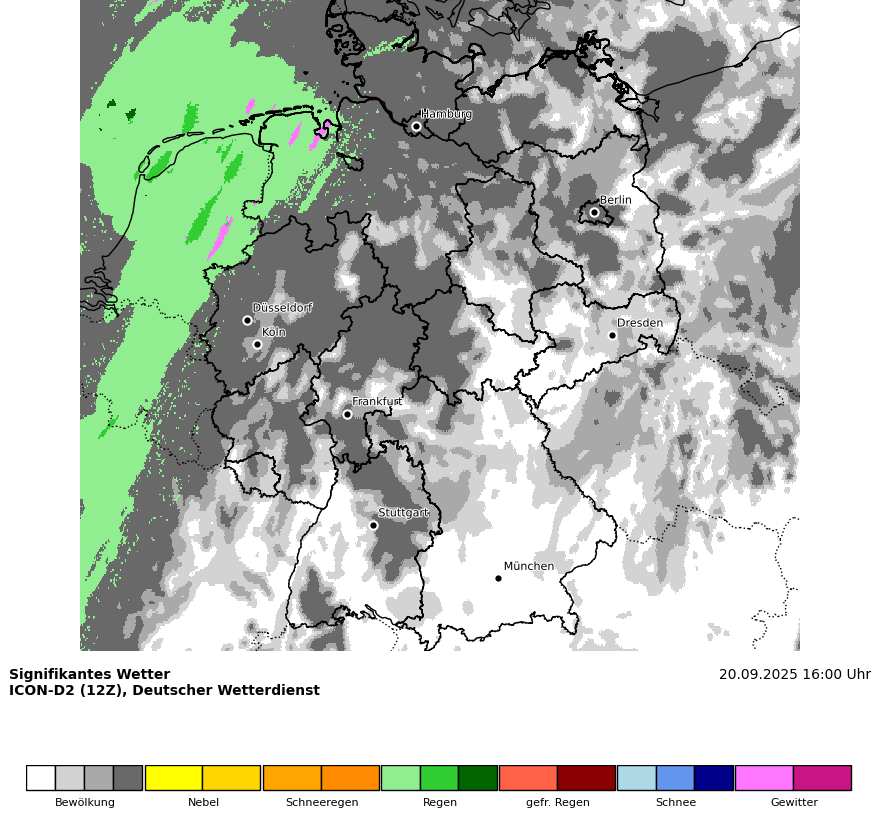 Hamburg
Berlin
Düsseldorf
Köln
Dresden
Frankfurt
Stuttgart
München
Signifikantes Wetter
20.09.2025 16:00 Uhr
ICON-D2 (12Z), Deutscher Wetterdienst
Bewölkung
Nebel
Schneeregen
Regen
gefr. Regen
Schnee
Gewitter